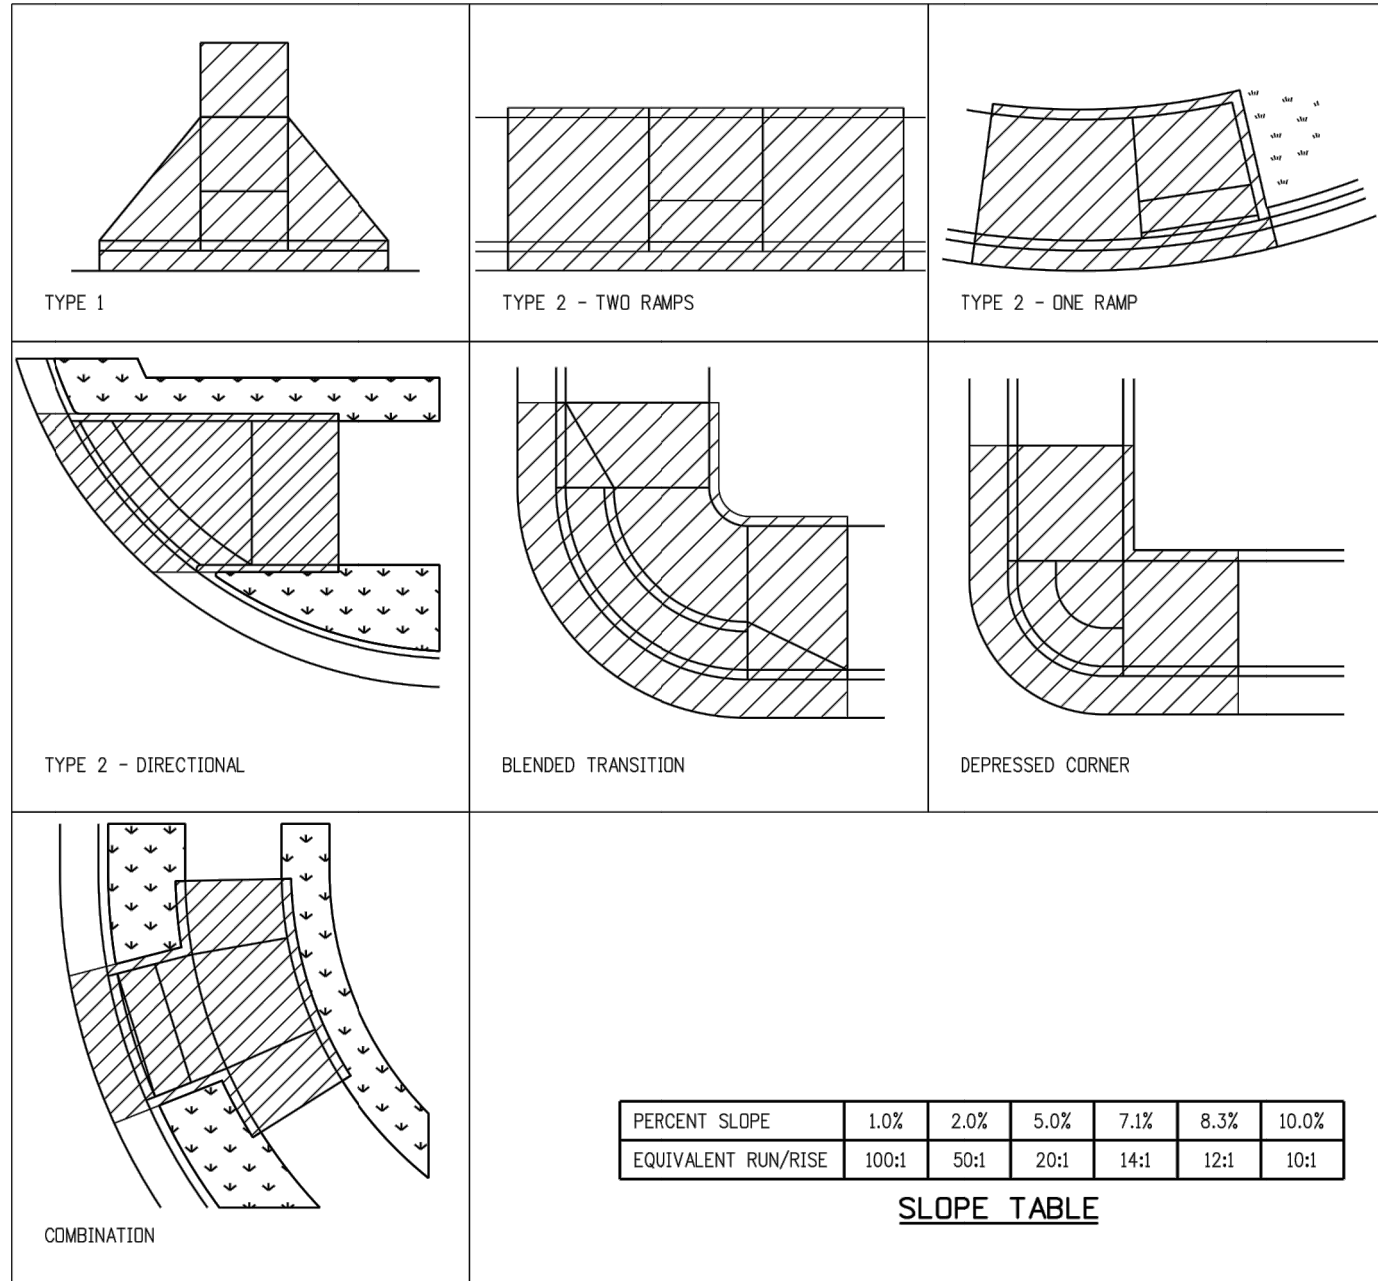 TYPE 1
TYPE 2 - TWO RAMPS
TYPE 2 - ONE RAMP
TYPE 2 - DIRECTIONAL
BLENDED TRANSITION
DEPRESSED CORNER
COMBINATION
PERCENT SLOPE 1.0% 2.0% 5.0% 7.1% 8.3% 10.0%
EQUIVALENT RUN/RISE 100:1 50:1 20:1 14:1 12:1 10:1
SLOPE TABLE